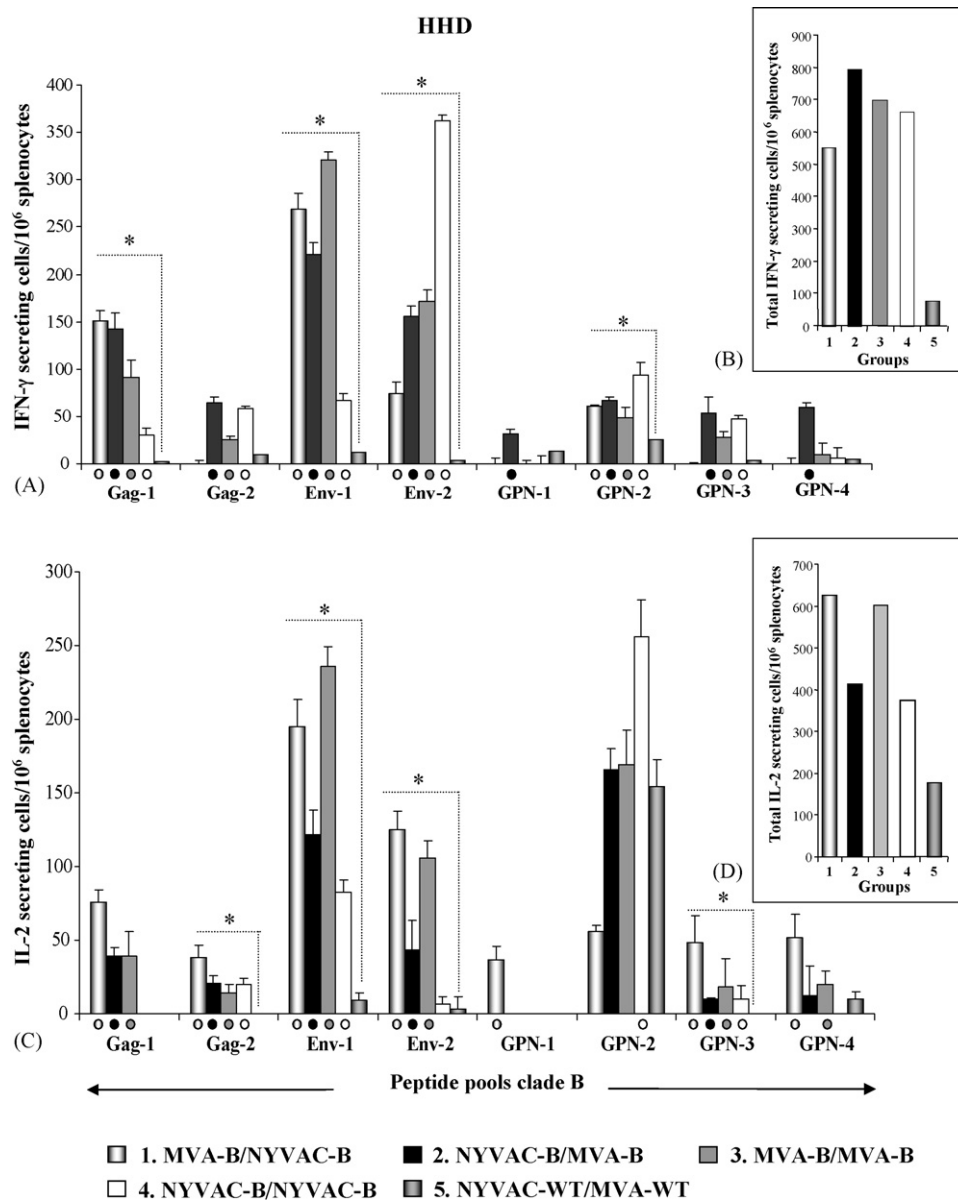 HHD
(A)
IFN-γ secreting cells/10⁶ splenocytes
400
350
300
250
200
150
100
50
0
*
*
*
*
Gag-1 Gag-2 Env-1 Env-2 GPN-1 GPN-2 GPN-3 GPN-4
(B)
Total IFN-γ secreting cells/10⁶ splenocytes
900
800
700
600
500
400
300
200
100
0
1 2 3 4 5
Groups
(C)
IL-2 secreting cells/10⁶ splenocytes
300
250
200
150
100
50
0
*
*
*
*
Gag-1 Gag-2 Env-1 Env-2 GPN-1 GPN-2 GPN-3 GPN-4
(D)
Total IL-2 secreting cells/10⁶ splenocytes
700
600
500
400
300
200
100
0
1 2 3 4 5
Groups
Peptide pools clade B
1. MVA-B/NYVAC-B 2. NYVAC-B/MVA-B 3. MVA-B/MVA-B
4. NYVAC-B/NYVAC-B 5. NYVAC-WT/MVA-WT